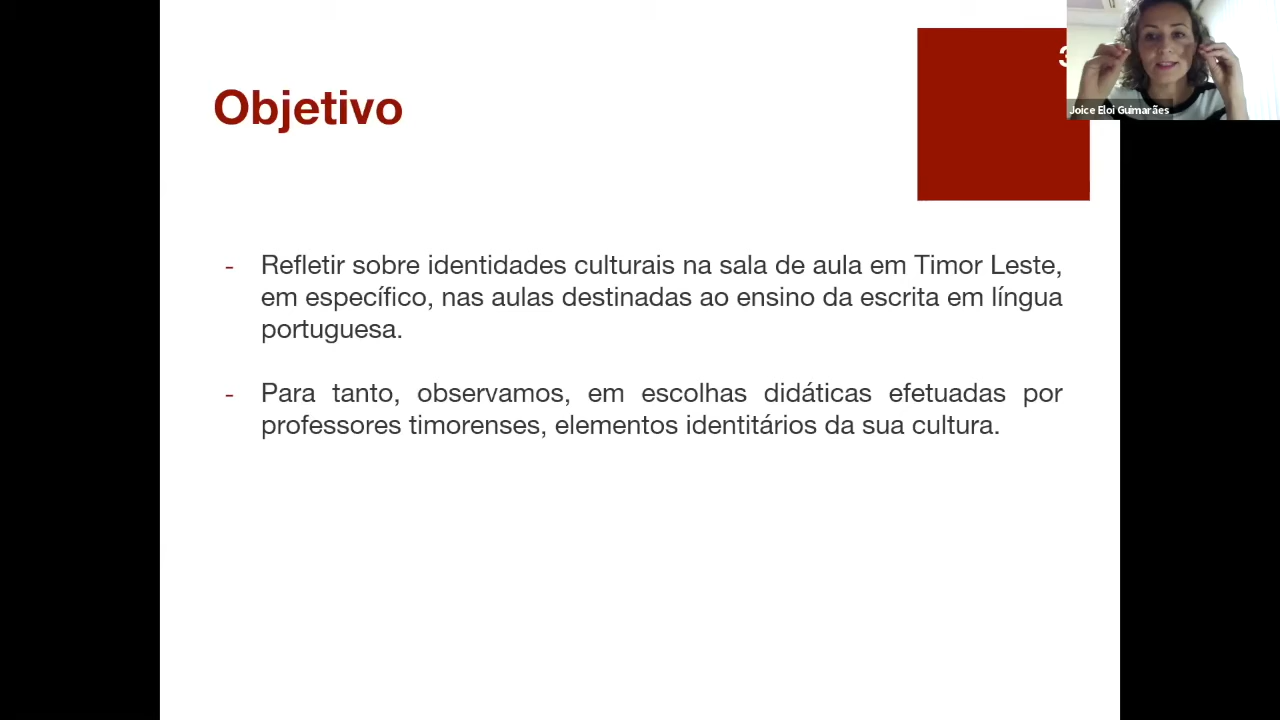 3
Joice Eloi Guimarães
Objetivo
- Refletir sobre identidades culturais na sala de aula em Timor Leste,
em específico, nas aulas destinadas ao ensino da escrita em língua
portuguesa.
- Para tanto, observamos, em escolhas didáticas efetuadas por
professores timorenses, elementos identitários da sua cultura.